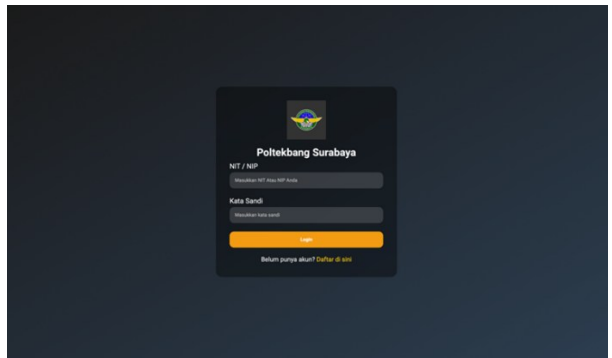 Poltekbang Surabaya
NIT / NIP
Masukkan NIT Atau NIP Anda
Kata Sandi
Masukkan kata sandi
Login
Belum punya akun? Daftar di sini